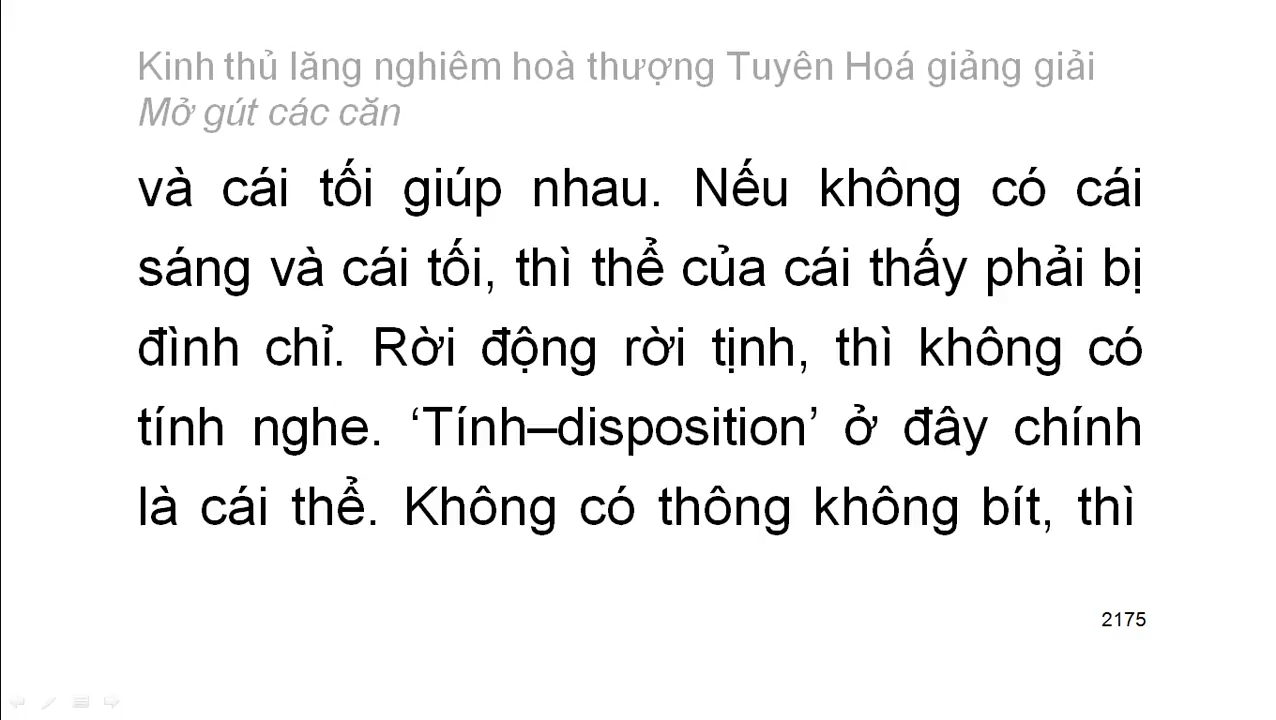 Kinh thủ lăng nghiêm hoà thượng Tuyên Hoá giảng giải
Mở gút các căn
và cái tối giúp nhau. Nếu không có cái
sáng và cái tối, thì thể của cái thấy phải bị
đình chỉ. Rời động rời tịnh, thì không có
tính nghe. ‘Tính–disposition’ ở đây chính
là cái thể. Không có thông không bít, thì
2175